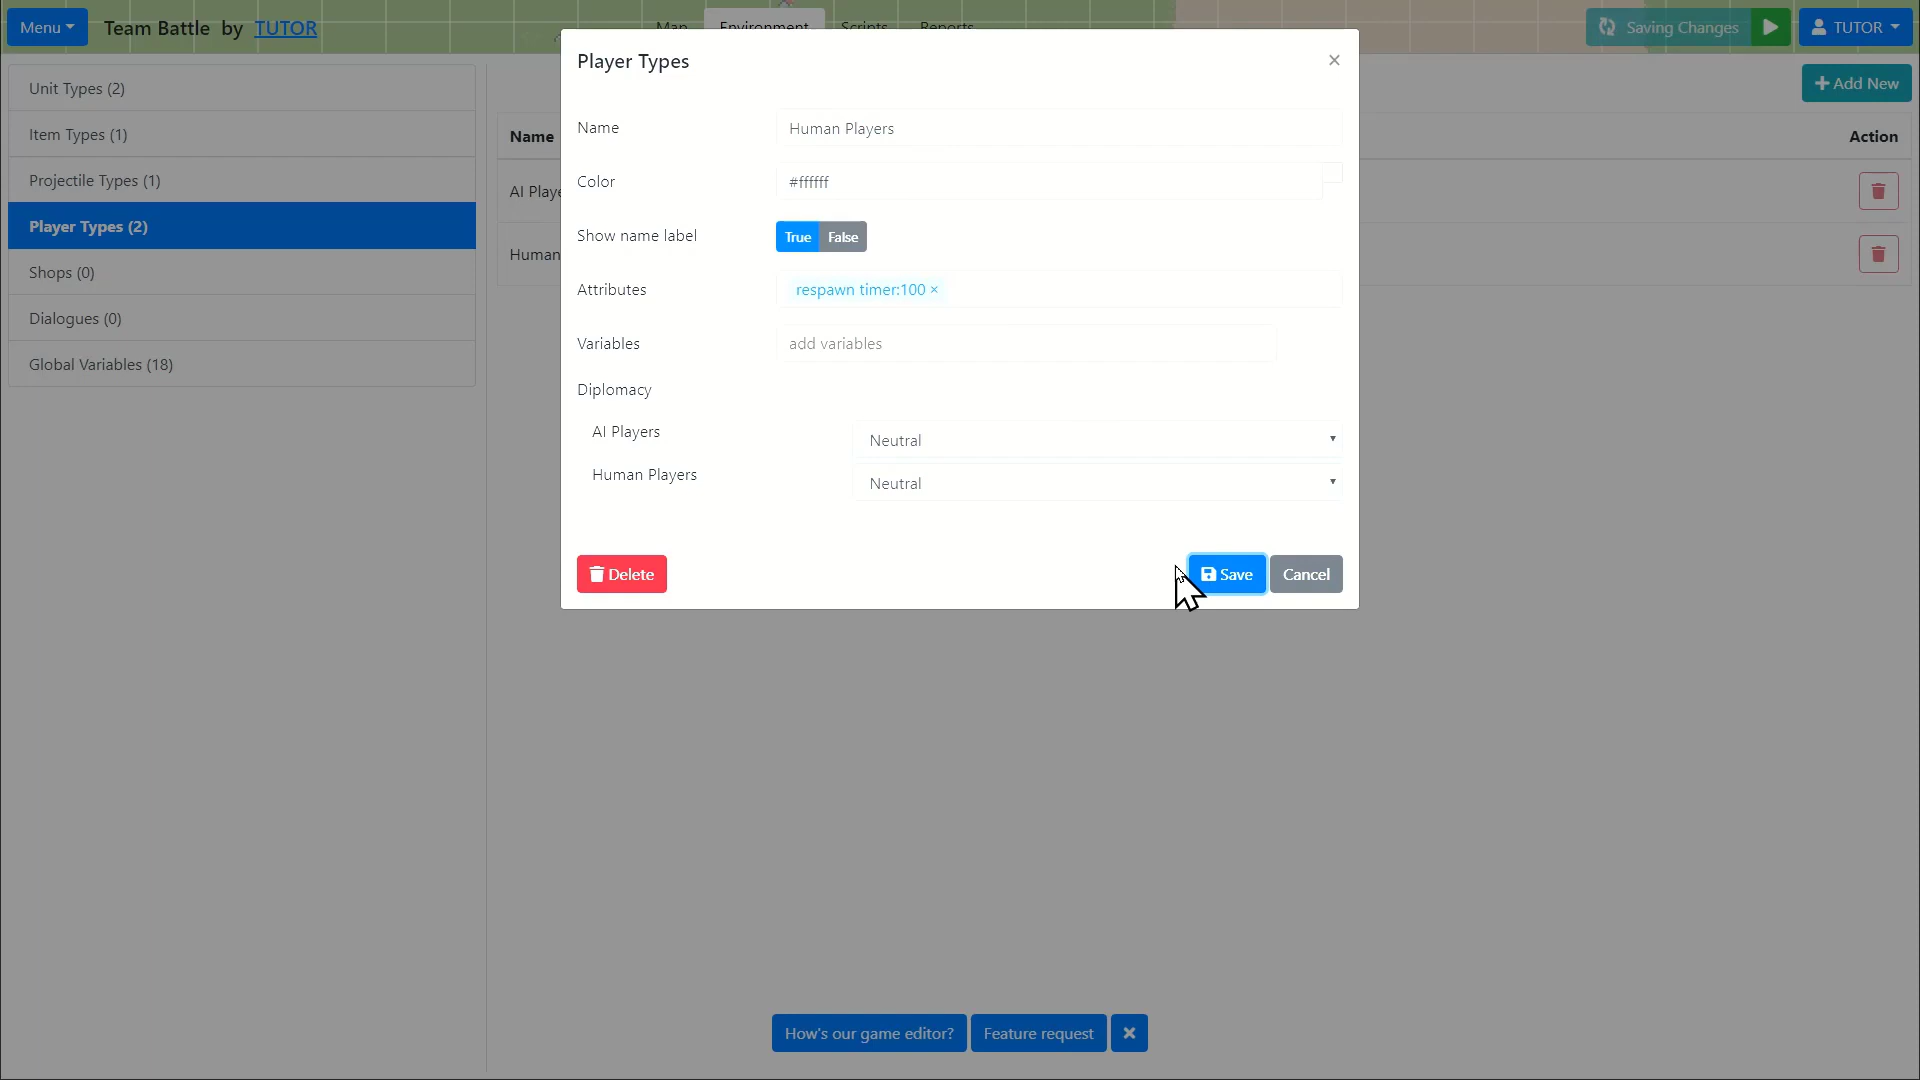 Menu
Team Battle by TUTOR
Map
Environment
Scripts
Reports
Saving Changes
TUTOR
Unit Types (2)
Item Types (1)
Projectile Types (1)
Player Types (2)
Shops (0)
Dialogues (0)
Global Variables (18)
Add New
Name
Action
AI Playe
Human
Player Types
×
Name
Human Players
Color
#ffffff
Show name label
True False
Attributes
respawn timer:100 ×
Variables
add variables
Diplomacy
AI Players
Neutral
Human Players
Neutral
Delete
Save
Cancel
How's our game editor?
Feature request
×